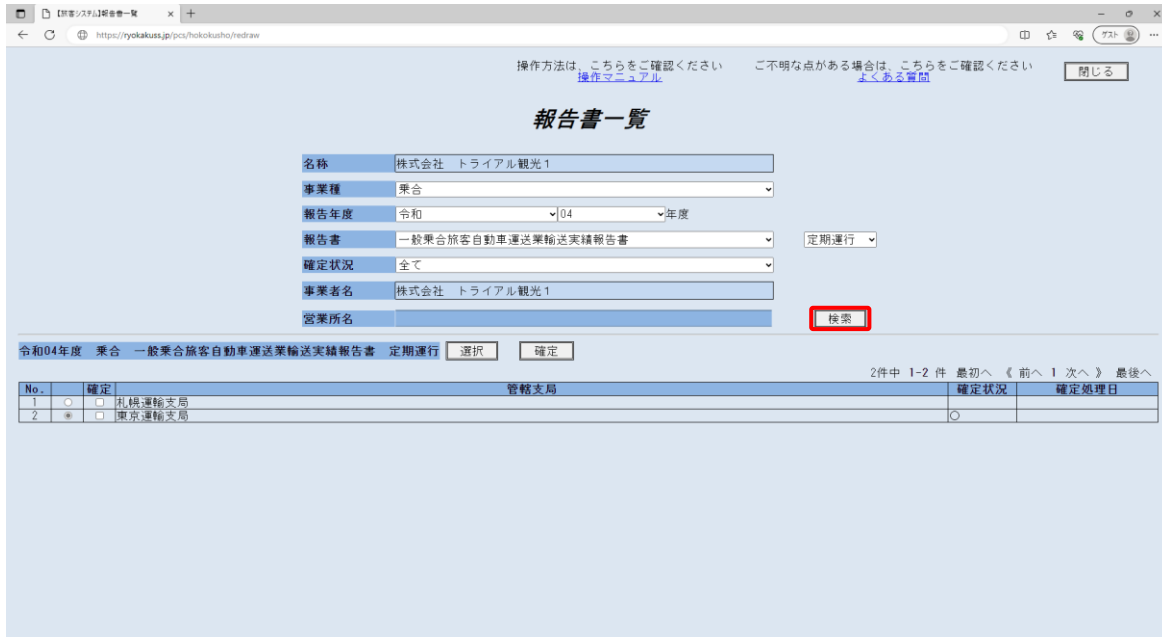 【旅客システム】報告書一覧
https://ryokakuss.jp/pcs/hokokusho/redraw
ゲスト
操作方法は、こちらをご確認ください
操作マニュアル
ご不明な点がある場合は、こちらをご確認ください
よくある質問
閉じる
報告書一覧
名称 株式会社 トライアル観光1
事業種 乗合
報告年度 令和 04 年度
報告書 一般乗合旅客自動車運送業輸送実績報告書 定期運行
確定状況 全て
事業者名 株式会社 トライアル観光1
営業所名 検索
令和04年度 乗合 一般乗合旅客自動車運送業輸送実績報告書 定期運行 選択 確定
2件中 1-2 件 最初へ 《 前へ 1 次へ 》 最後へ
No. 確定 管轄支局 確定状況 確定処理日
1 札幌運輸支局
2 東京運輸支局 ○